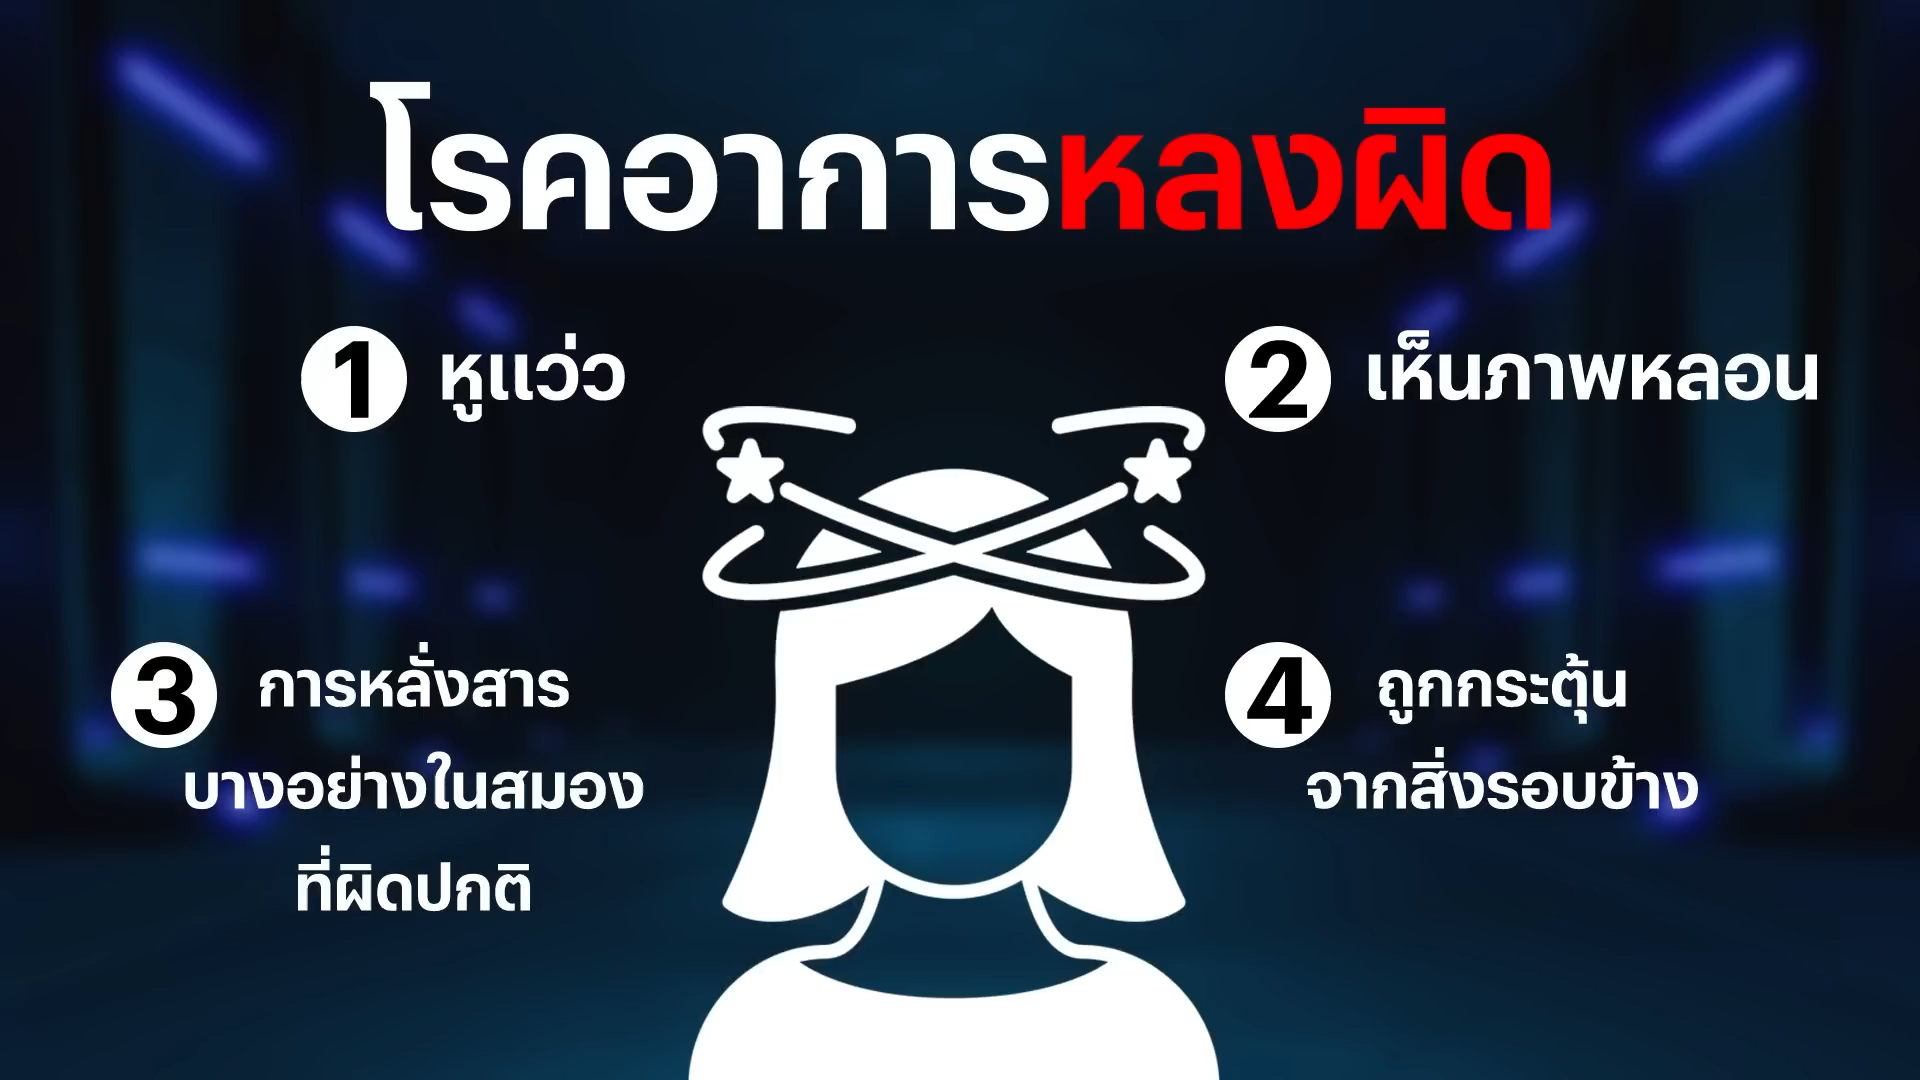 โรคอาการหลงผิด
1 หูแว่ว
2 เห็นภาพหลอน
3 การหลั่งสาร
บางอย่างในสมอง
ที่ผิดปกติ
4 ถูกกระตุ้น
จากสิ่งรอบข้าง